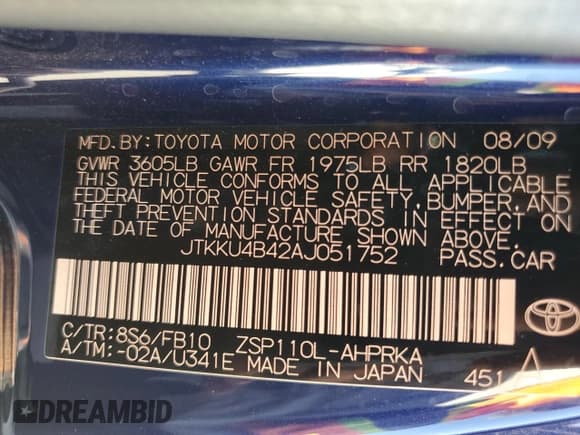 MFD. BY: TOYOTA MOTOR CORPORATION 08/09
GVWR 3605LB GAWR FR 1975LB RR 1820LB
THIS VEHICLE CONFORMS TO ALL APPLICABLE
FEDERAL MOTOR VEHICLE SAFETY, BUMPER, AND
THEFT PREVENTION STANDARDS IN EFFECT ON
THE DATE OF MANUFACTURE SHOWN ABOVE.
JTKKU4B42AJ051752 PASS. CAR
C/TR: 8S6/FB10 ZSP110L-AHPRKA
A/TM: -02A/U341E MADE IN JAPAN 451
TOYOTA
DREAMBID